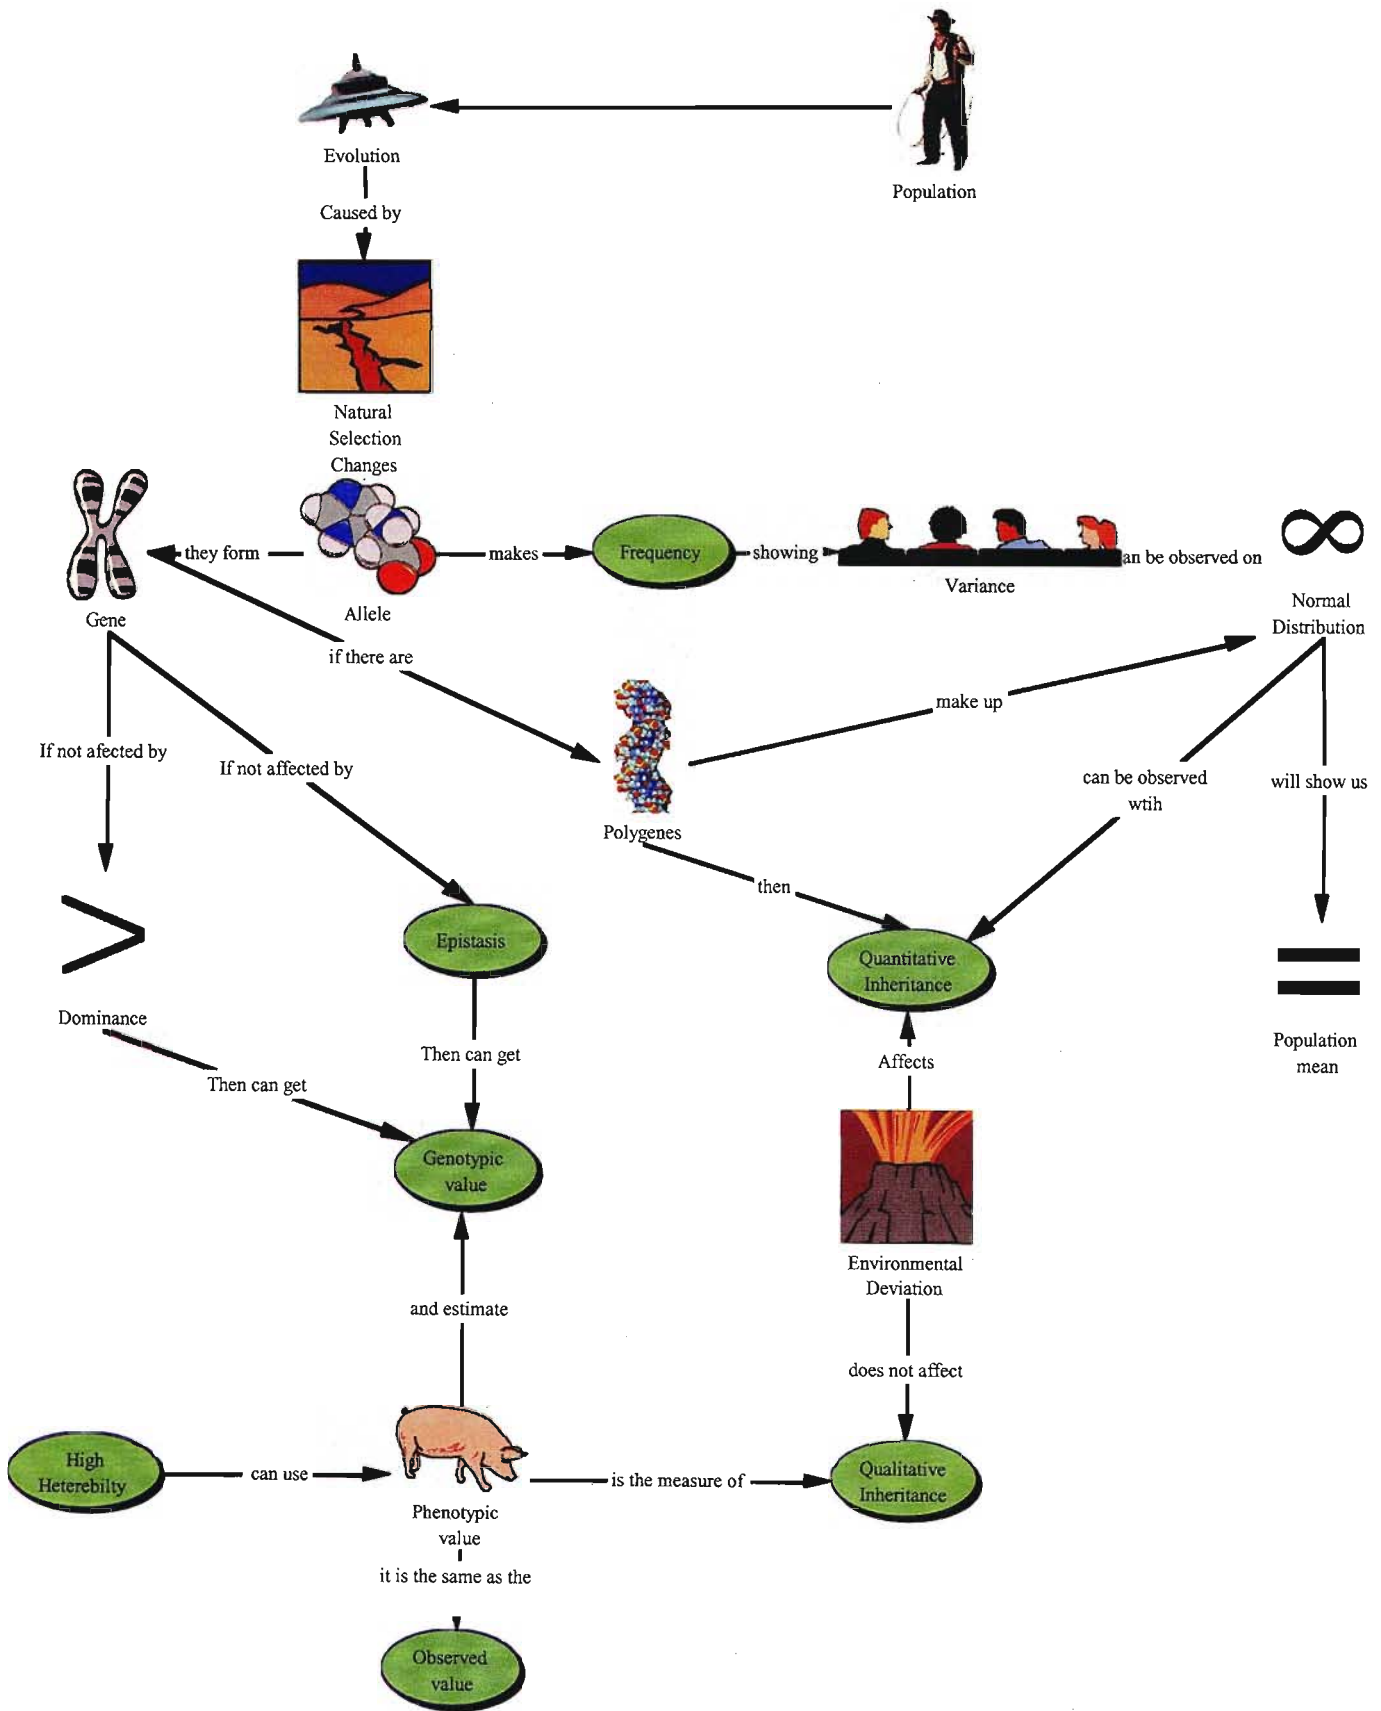 Evolution
Population
Caused by
Natural
Selection
Changes
they form
makes
Frequency
showing
an be observed on
Variance
Gene
Allele
Normal
Distribution
if there are
make up
If not afected by
If not affected by
can be observed
wtih
will show us
Polygenes
then
Epistasis
Quantitative
Inheritance
Dominance
Population
mean
Then can get
Affects
Then can get
Genotypic
value
Environmental
Deviation
and estimate
does not affect
High
Heterebilty
can use
is the measure of
Qualitative
Inheritance
Phenotypic
value
it is the same as the
Observed
value